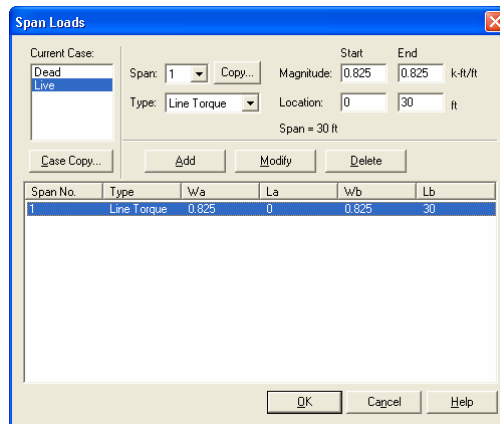 Span Loads
Current Case:
Dead
Live
Case Copy...
Span: 1 Copy...
Type: Line Torque
Start End
Magnitude: 0.825 0.825 k-ft/ft
Location: 0 30 ft
Span = 30 ft
Add Modify Delete
Span No. Type Wa La Wb Lb
1 Line Torque 0.825 0 0.825 30
OK Cancel Help